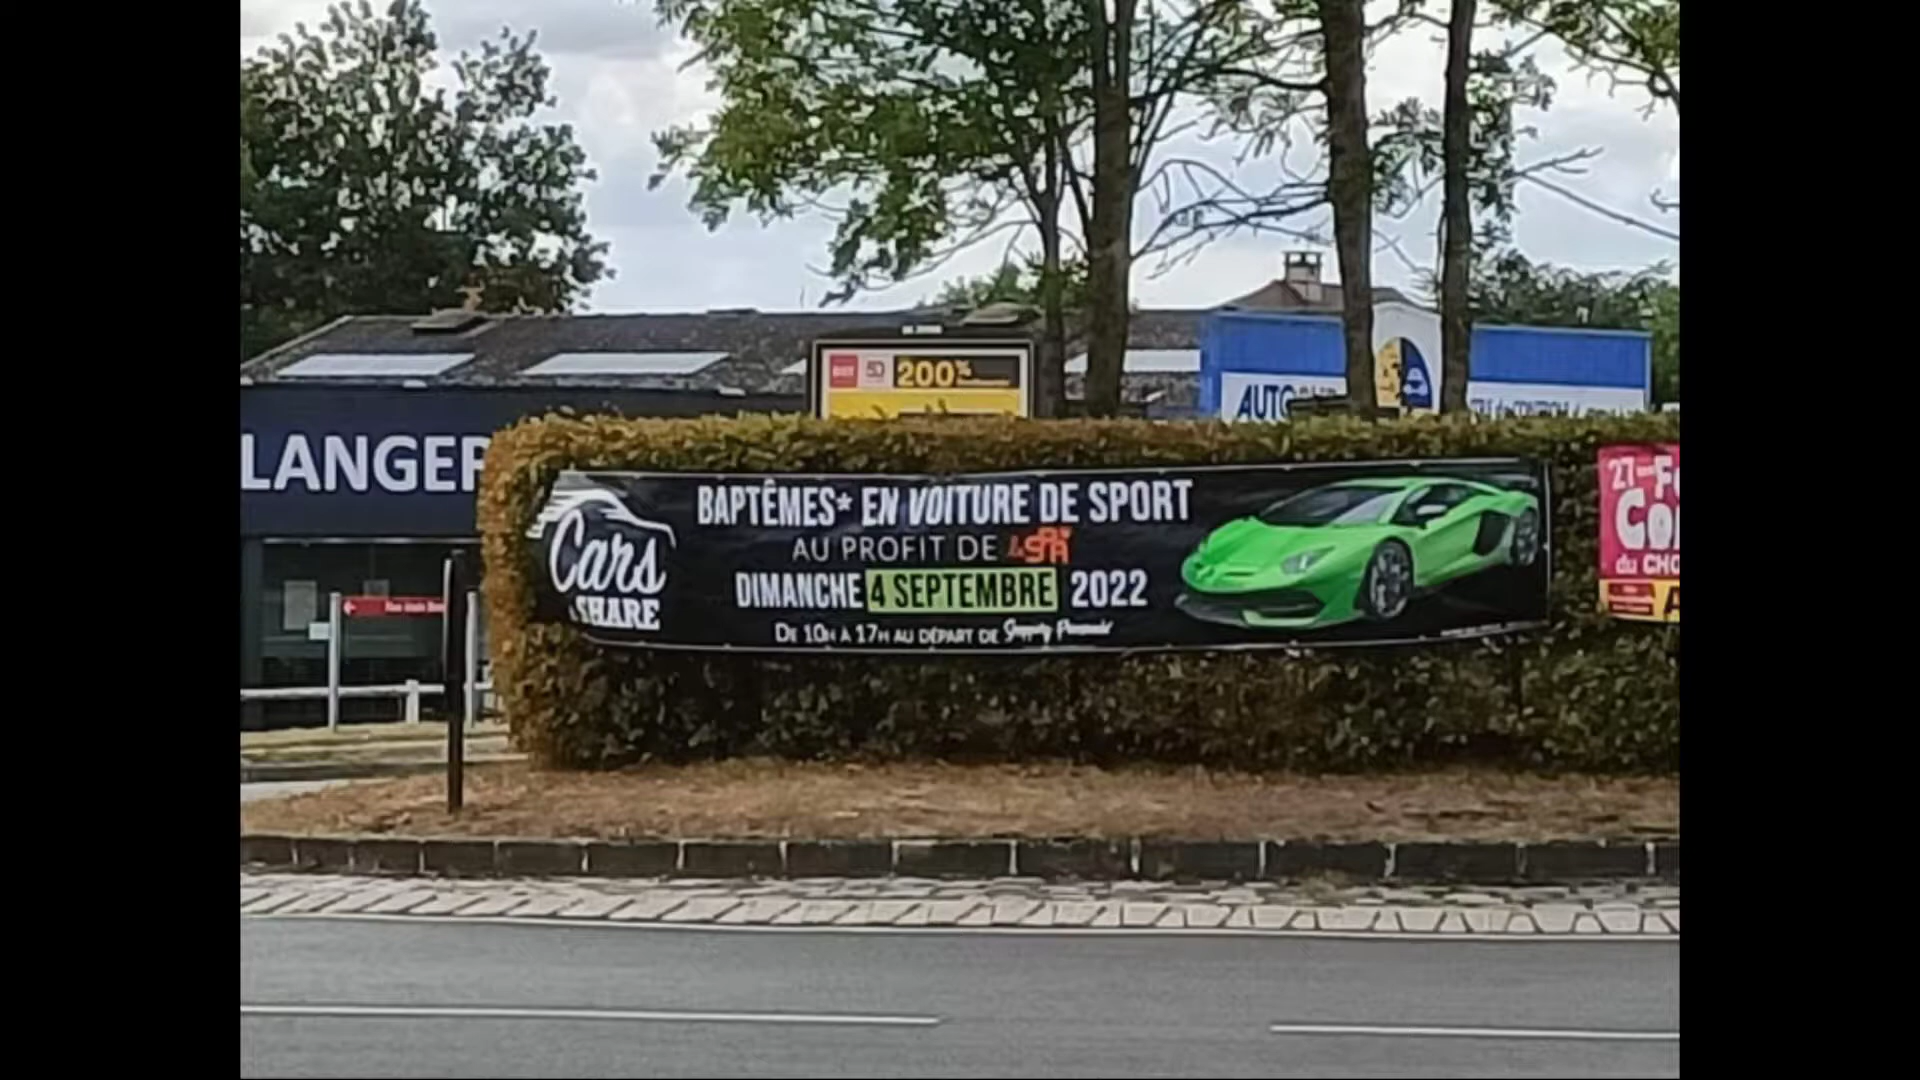 200%
AUTO
LANGER
27
Cars
SHARE
BAPTÊMES* EN VOITURE DE SPORT
AU PROFIT DE
DIMANCHE 4 SEPTEMBRE 2022
DE 10H À 17H AU DÉPART DE
Co
du CHO